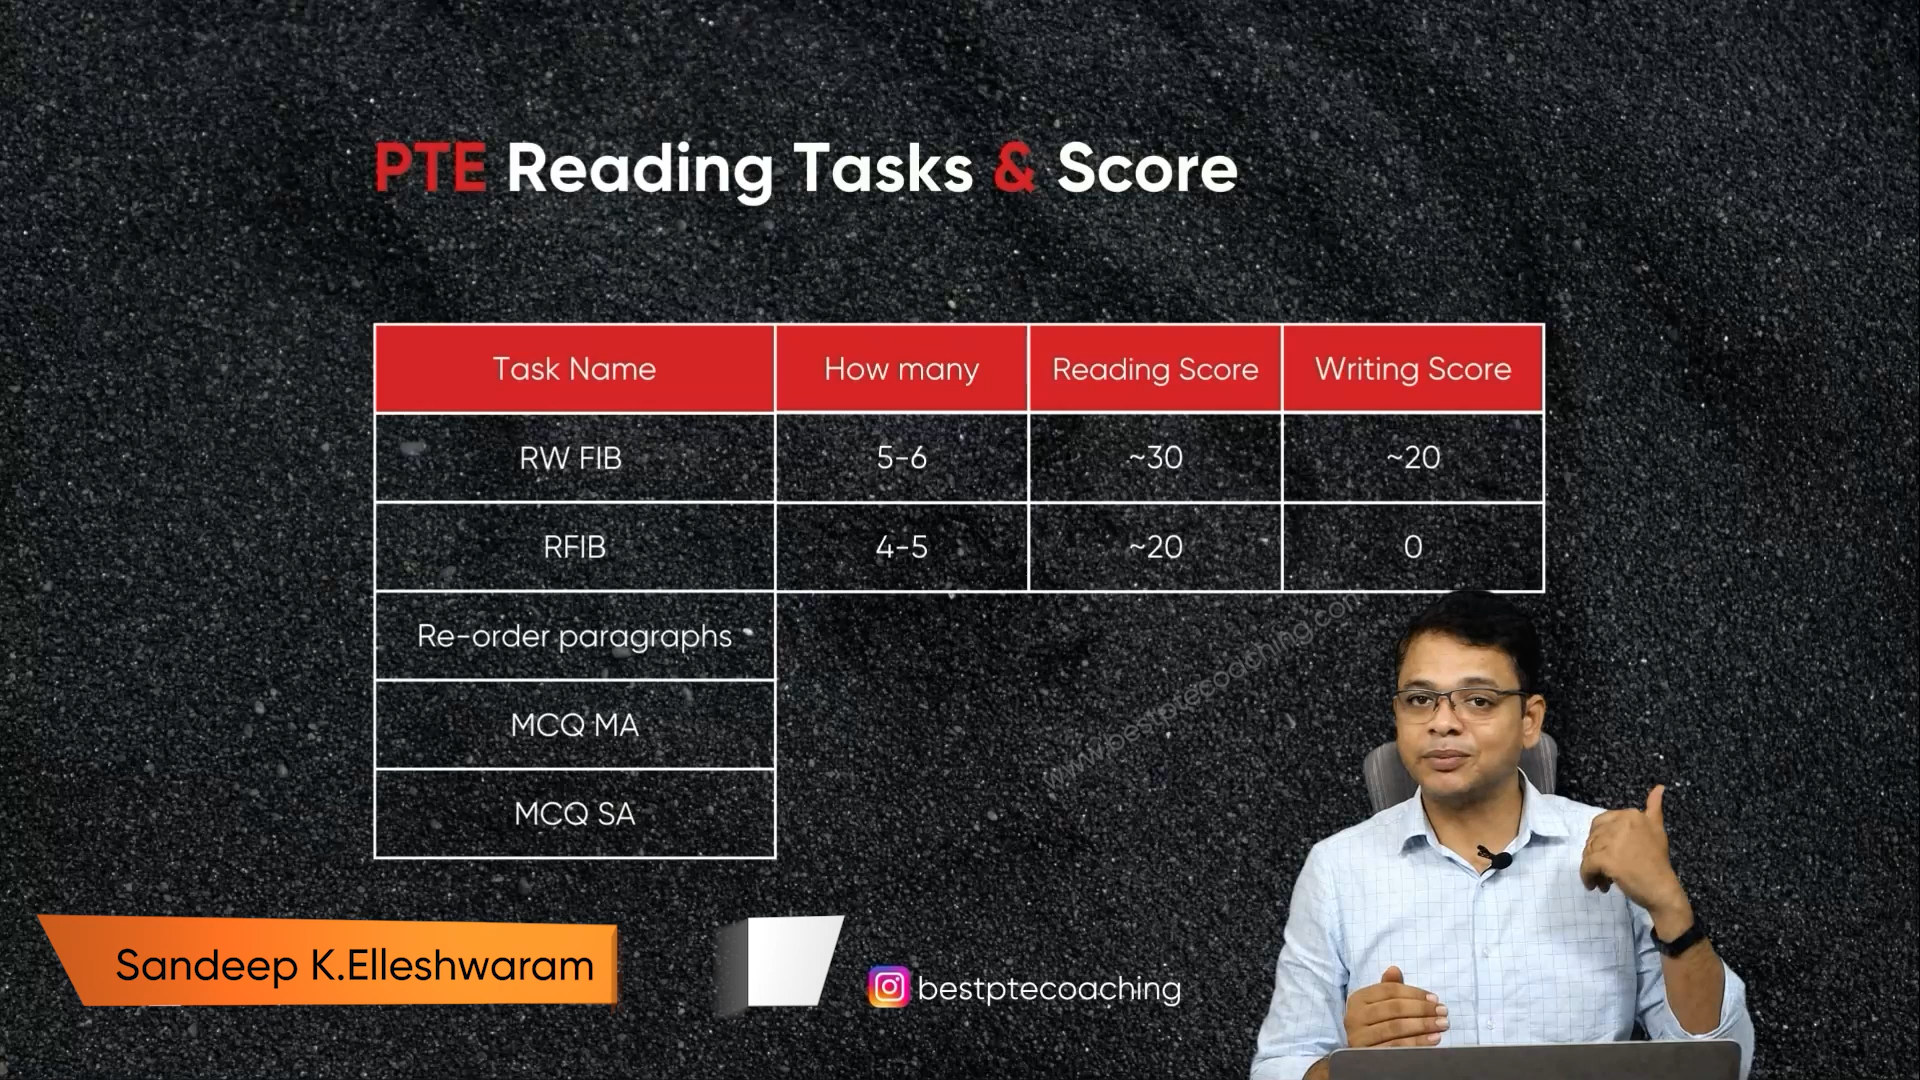 PTE Reading Tasks & Score
Task Name How many Reading Score Writing Score
RW FIB 5-6 ~30 ~20
RFIB 4-5 ~20 0
Re-order paragraphs
MCQ MA
MCQ SA
www.bestptecoaching.com
Sandeep K.Elleshwaram
bestptecoaching